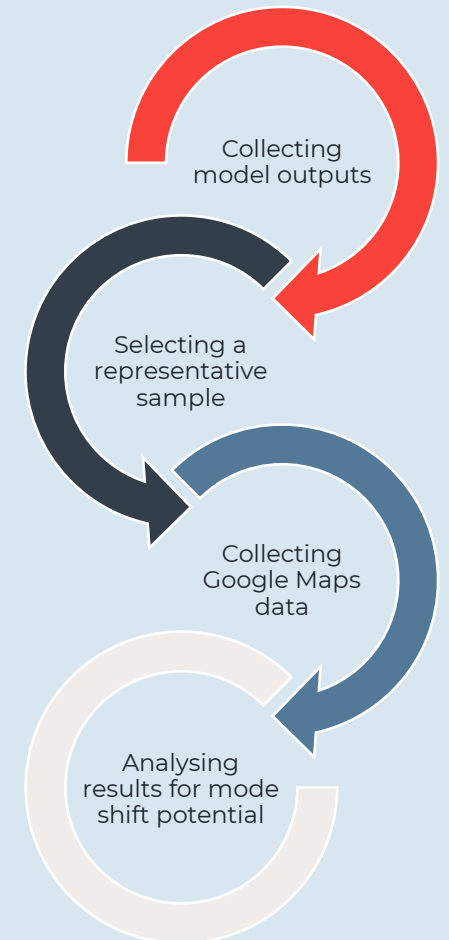 Collecting
model outputs
Selecting a
representative
sample
Collecting
Google Maps
data
Analysing
results for mode
shift potential